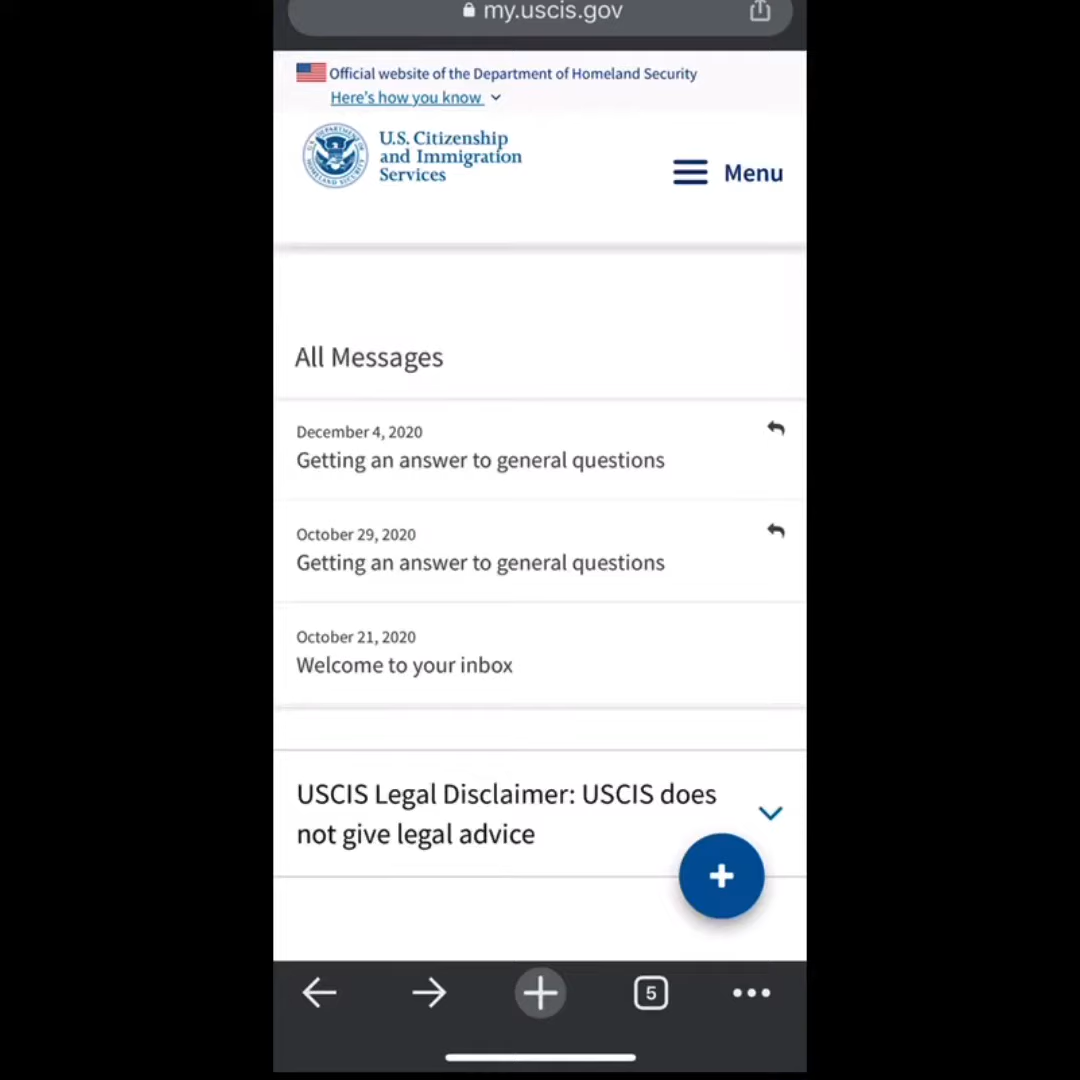 my.uscis.gov
Official website of the Department of Homeland Security
Here's how you know
U.S. Citizenship
and Immigration
Services
Menu
All Messages
December 4, 2020
Getting an answer to general questions
October 29, 2020
Getting an answer to general questions
October 21, 2020
Welcome to your inbox
USCIS Legal Disclaimer: USCIS does
not give legal advice
5